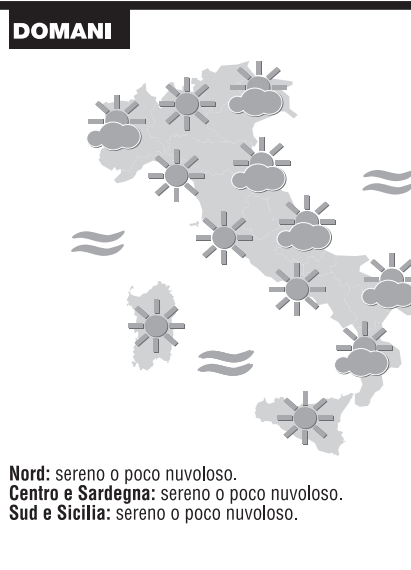 DOMANI
Nord: sereno o poco nuvoloso.
Centro e Sardegna: sereno o poco nuvoloso.
Sud e Sicilia: sereno o poco nuvoloso.